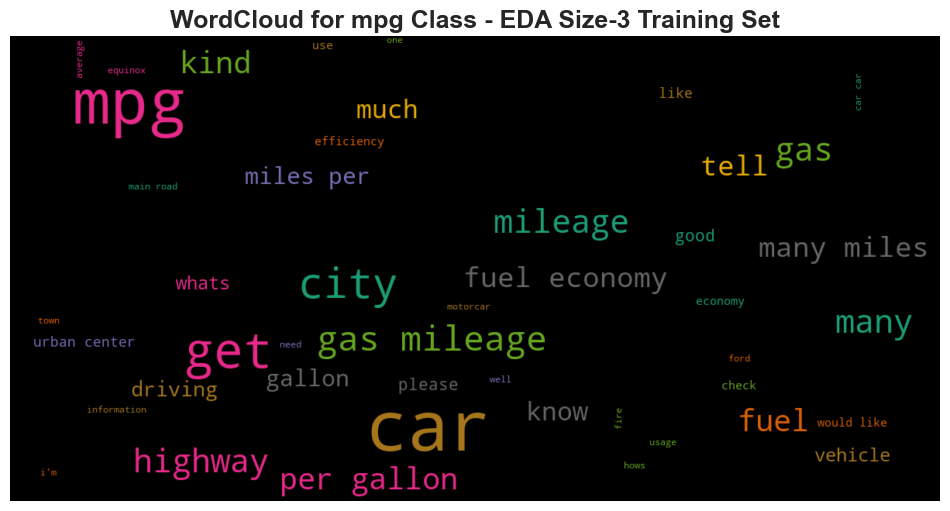 WordCloud for mpg Class - EDA Size-3 Training Set
one
use
average
kind
equinox
mpg
much
like
car car
efficiency
gas
tell
miles per
main road
mileage
good
many miles
fuel economy
whats
city
economy
motorcar
town
many
urban center
need
gas mileage
get
ford
gallon
please
well
check
driving
information
car
know
fire
fuel
would like
usage
vehicle
highway
hows
i'm
per gallon